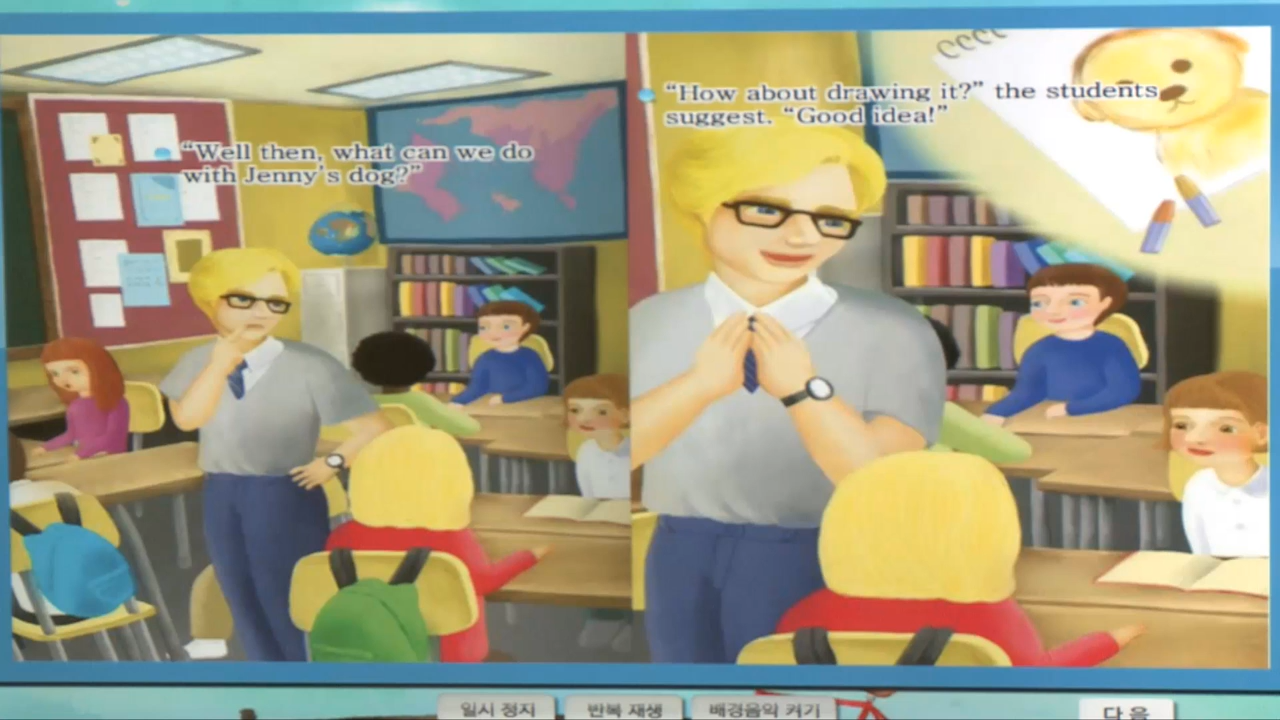 “Well then, what can we do
with Jenny’s dog?”
“How about drawing it?” the students
suggest. “Good idea!”
일시 정지
반복 재생
배경음악 켜기
다음